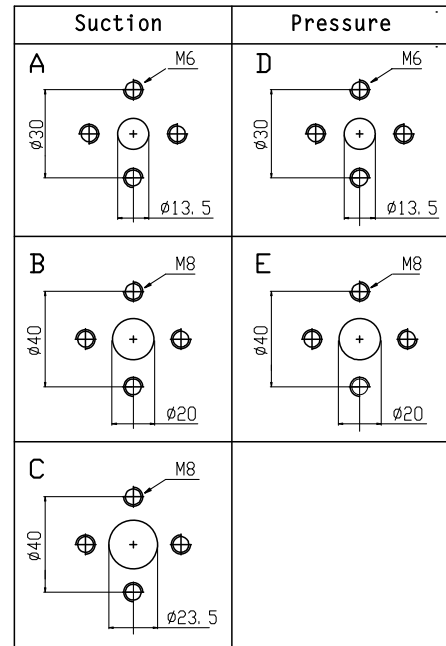 Suction Pressure
A M6 D M6
Ø30 Ø30
Ø13.5 Ø13.5
B M8 E M8
Ø40 Ø40
Ø20 Ø20
C M8
Ø40
Ø23.5